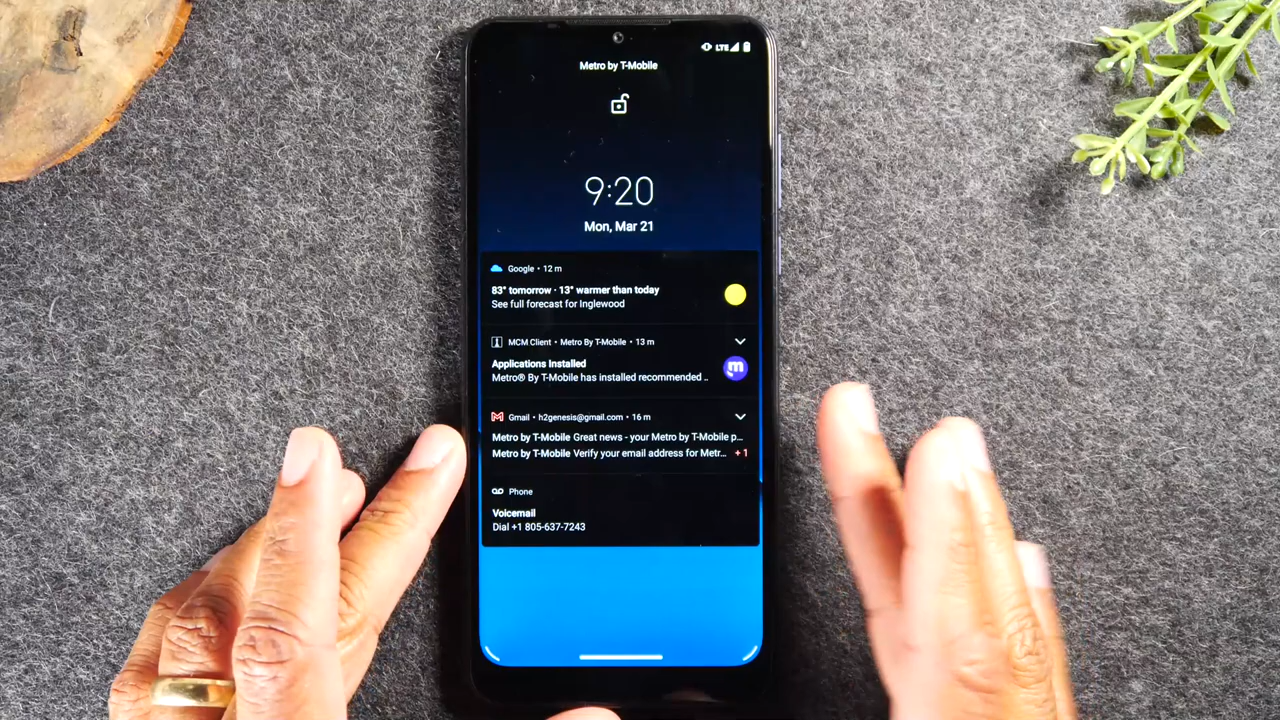 LTE
Metro by T-Mobile
9:20
Mon, Mar 21
Google • 12 m
83° tomorrow · 13° warmer than today
See full forecast for Inglewood
MCM Client • Metro By T-Mobile • 13 m
Applications Installed
Metro® By T-Mobile has installed recommended ..
m
Gmail • h2genesis@gmail.com • 16 m
Metro by T-Mobile Great news - your Metro by T-Mobile p...
Metro by T-Mobile Verify your email address for Metr... + 1
Phone
Voicemail
Dial +1 805-637-7243